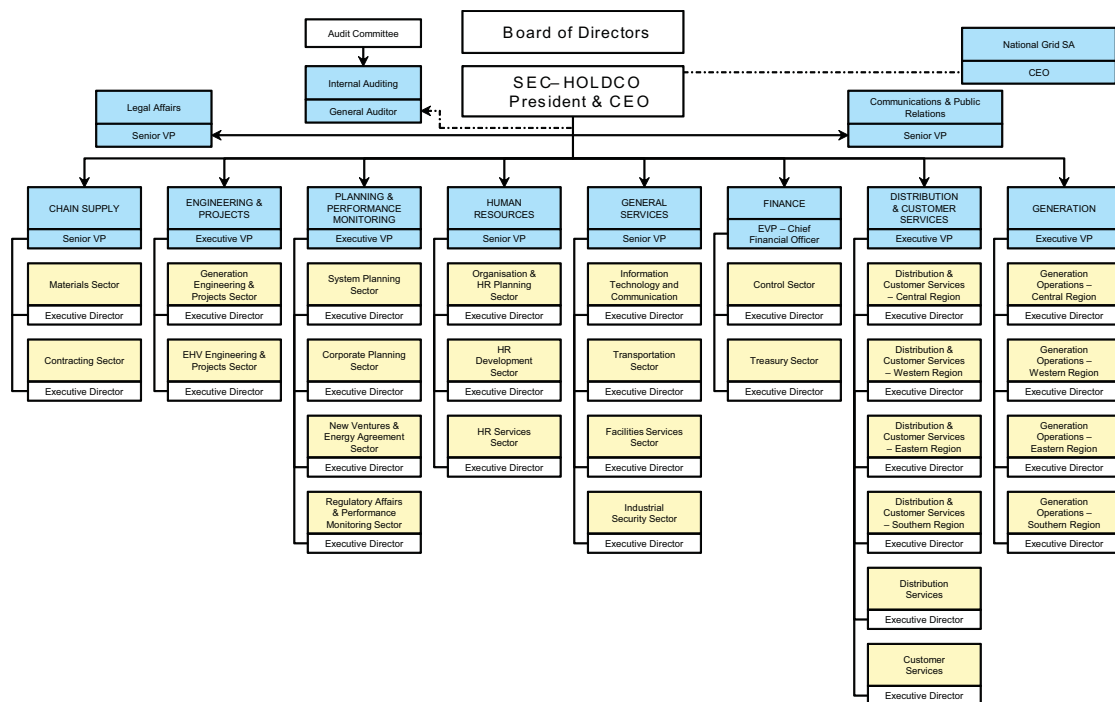 Audit Committee
Board of Directors
National Grid SA
CEO
Internal Auditing
General Auditor
SEC–HOLDCO
President & CEO
Legal Affairs
Senior VP
Communications & Public
Relations
Senior VP
CHAIN SUPPLY
Senior VP
Materials Sector
Executive Director
Contracting Sector
Executive Director
ENGINEERING &
PROJECTS
Executive VP
Generation
Engineering &
Projects Sector
Executive Director
EHV Engineering &
Projects Sector
Executive Director
PLANNING &
PERFORMANCE
MONITORING
Executive VP
System Planning
Sector
Executive Director
Corporate Planning
Sector
Executive Director
New Ventures &
Energy Agreement
Sector
Executive Director
Regulatory Affairs
& Performance
Monitoring Sector
Executive Director
HUMAN
RESOURCES
Senior VP
Organisation &
HR Planning
Sector
Executive Director
HR
Development
Sector
Executive Director
HR Services
Sector
Executive Director
GENERAL
SERVICES
Senior VP
Information
Technology and
Communication
Executive Director
Transportation
Sector
Executive Director
Facilities Services
Sector
Executive Director
Industrial
Security Sector
Executive Director
FINANCE
EVP – Chief
Financial Officer
Control Sector
Executive Director
Treasury Sector
Executive Director
DISTRIBUTION
& CUSTOMER
SERVICES
Executive VP
Distribution &
Customer Services
– Central Region
Executive Director
Distribution &
Customer Services
– Western Region
Executive Director
Distribution &
Customer Services
– Eastern Region
Executive Director
Distribution &
Customer Services
– Southern Region
Executive Director
Distribution
Services
Executive Director
Customer
Services
Executive Director
GENERATION
Executive VP
Generation
Operations –
Central Region
Executive Director
Generation
Operations –
Western Region
Executive Director
Generation
Operations –
Eastern Region
Executive Director
Generation
Operations –
Southern Region
Executive Director